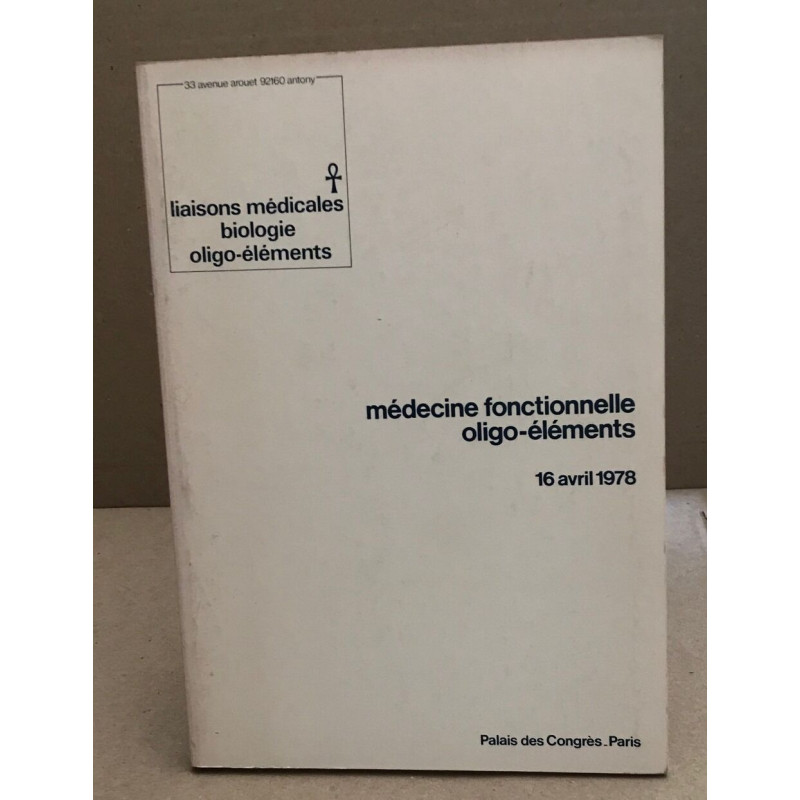 33 avenue arouet 92160 antony
liaisons médicales
biologie
oligo-éléments
médecine fonctionnelle
oligo-éléments
16 avril 1978
Palais des Congrès_Paris